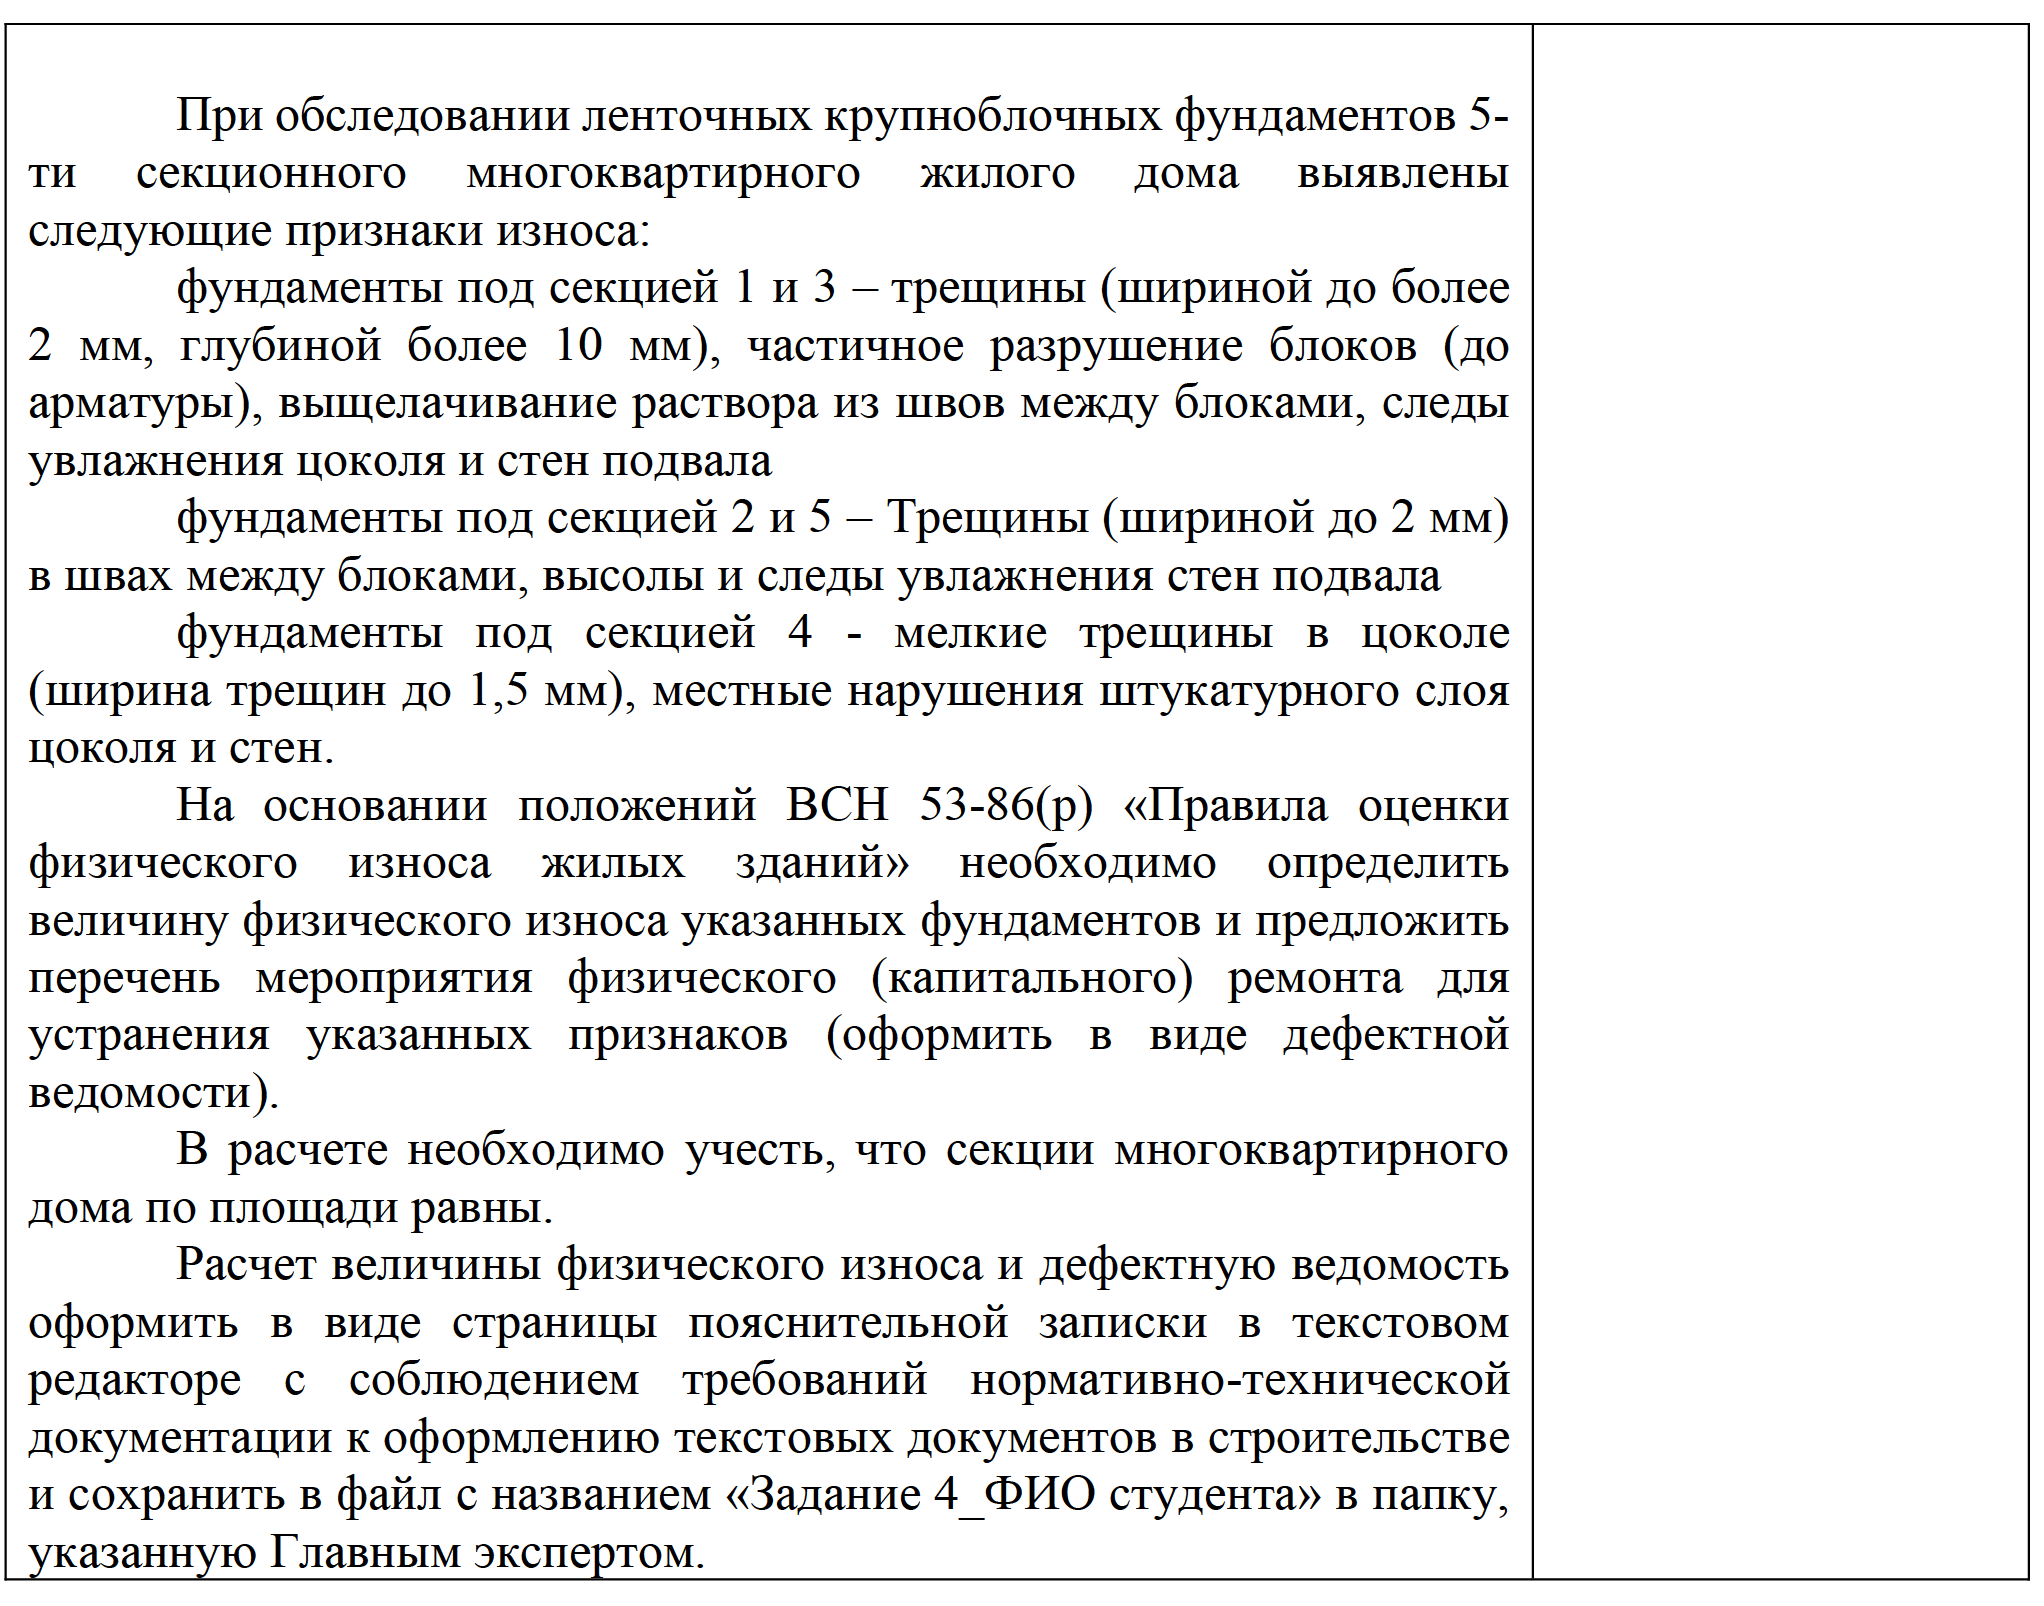 При обследовании ленточных крупноблочных фундаментов 5-
ти секционного многоквартирного жилого дома выявлены
следующие признаки износа:
фундаменты под секцией 1 и 3 – трещины (шириной до более
2 мм, глубиной более 10 мм), частичное разрушение блоков (до
арматуры), выщелачивание раствора из швов между блоками, следы
увлажнения цоколя и стен подвала
фундаменты под секцией 2 и 5 – Трещины (шириной до 2 мм)
в швах между блоками, высолы и следы увлажнения стен подвала
фундаменты под секцией 4 - мелкие трещины в цоколе
(ширина трещин до 1,5 мм), местные нарушения штукатурного слоя
цоколя и стен.
На основании положений ВСН 53-86(р) «Правила оценки
физического износа жилых зданий» необходимо определить
величину физического износа указанных фундаментов и предложить
перечень мероприятия физического (капитального) ремонта для
устранения указанных признаков (оформить в виде дефектной
ведомости).
В расчете необходимо учесть, что секции многоквартирного
дома по площади равны.
Расчет величины физического износа и дефектную ведомость
оформить в виде страницы пояснительной записки в текстовом
редакторе с соблюдением требований нормативно-технической
документации к оформлению текстовых документов в строительстве
и сохранить в файл с названием «Задание 4_ФИО студента» в папку,
указанную Главным экспертом.